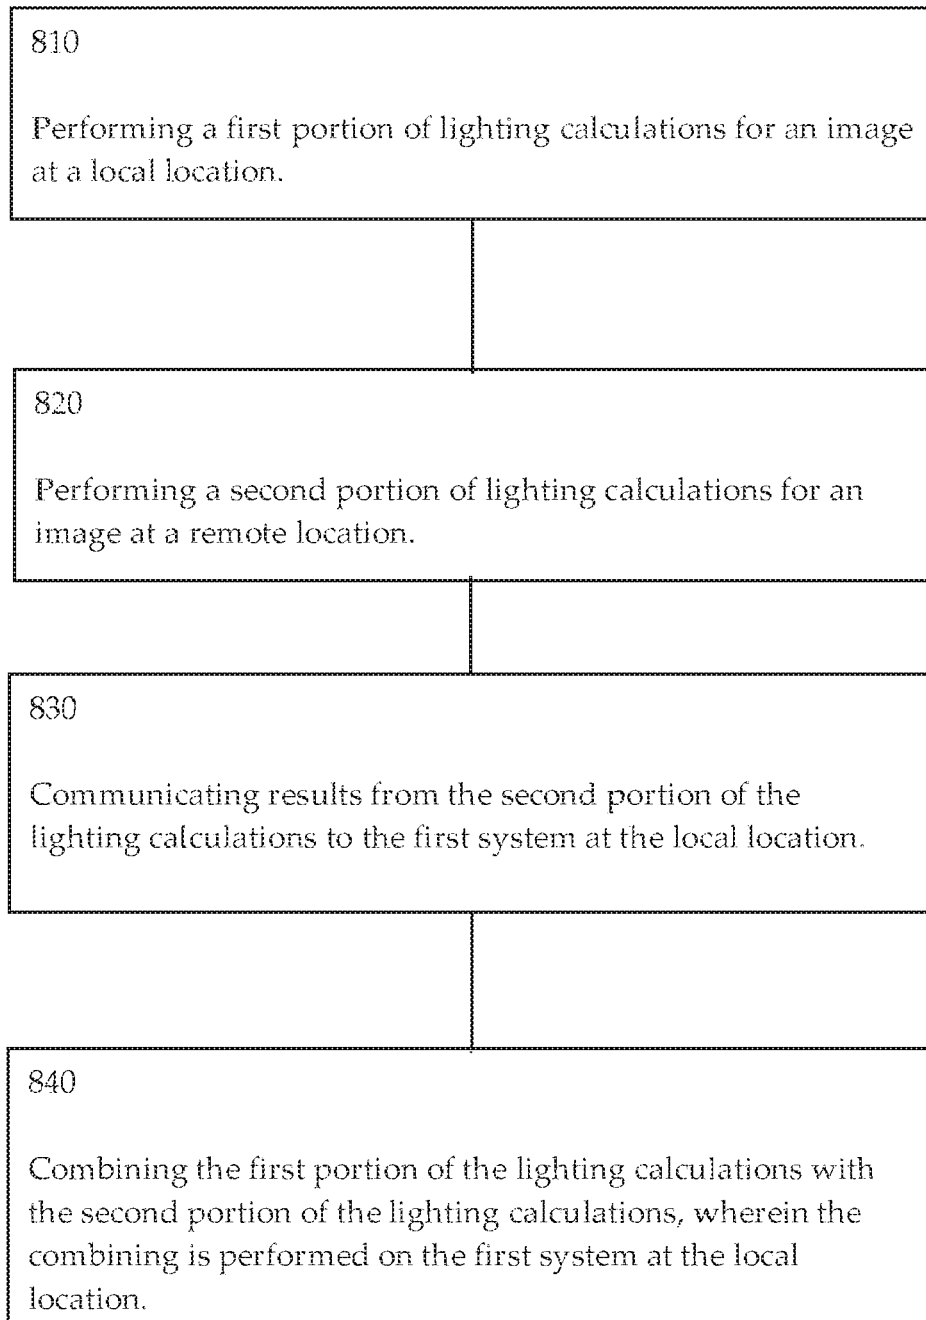 810
Performing a first portion of lighting calculations for an image
at a local location.
820
Performing a second portion of lighting calculations for an
image at a remote location.
830
Communicating results from the second portion of the
lighting calculations to the first system at the local location.
840
Combining the first portion of the lighting calculations with
the second portion of the lighting calculations, wherein the
combining is performed on the first system at the local
location.